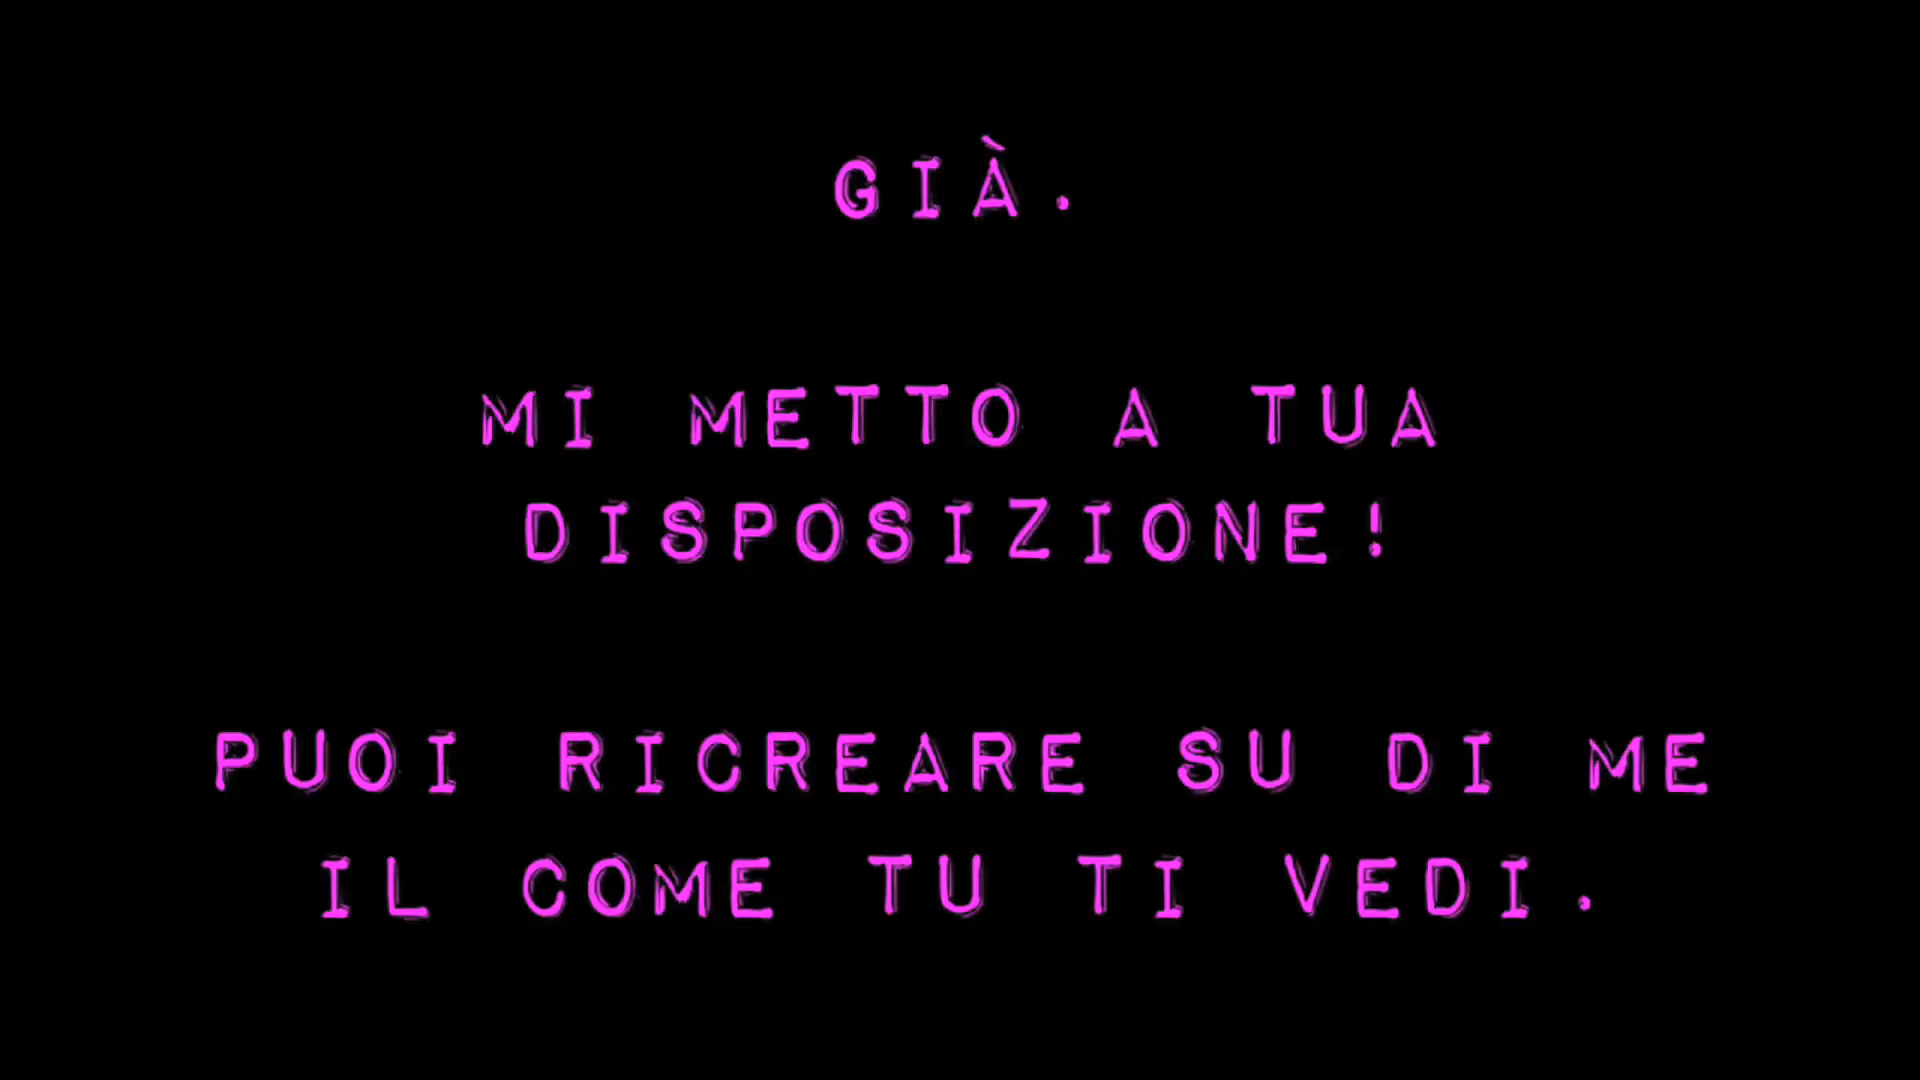 GIÀ.
MI METTO A TUA
DISPOSIZIONE!
PUOI RICREARE SU DI ME
IL COME TU TI VEDI.